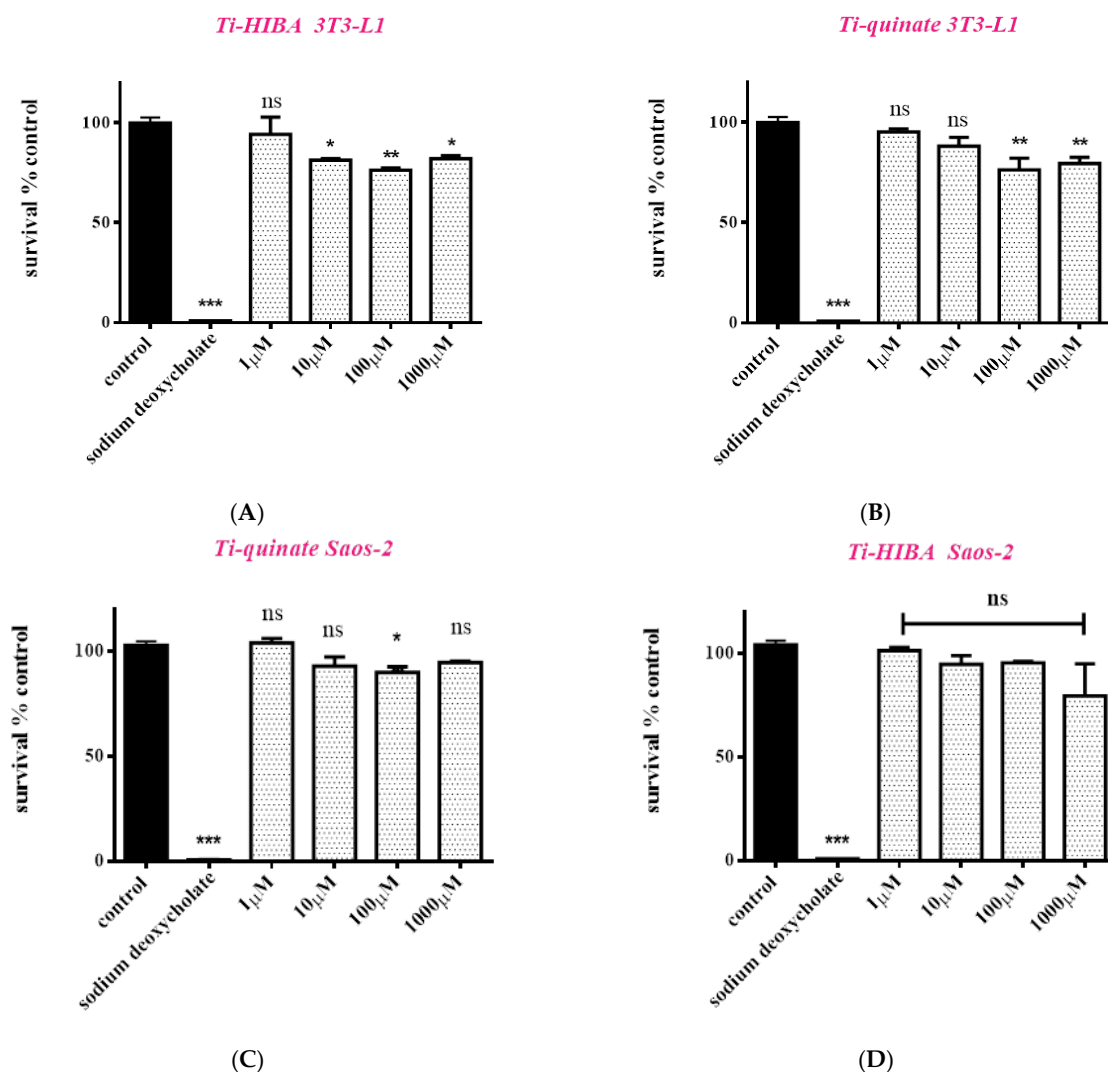 Ti-HIBA 3T3-L1
survival % control
100
50
0
ns
*
**
*
***
control
sodium deoxycholate
1μM
10μM
100μM
1000μM
(A)
Ti-quinate 3T3-L1
survival % control
100
50
0
ns
ns
**
**
***
control
sodium deoxycholate
1μM
10μM
100μM
1000μM
(B)
Ti-quinate Saos-2
survival % control
100
50
0
ns
ns
*
ns
***
control
sodium deoxycholate
1μM
10μM
100μM
1000μM
(C)
Ti-HIBA Saos-2
survival % control
100
50
0
ns
***
control
sodium deoxycholate
1μM
10μM
100μM
1000μM
(D)